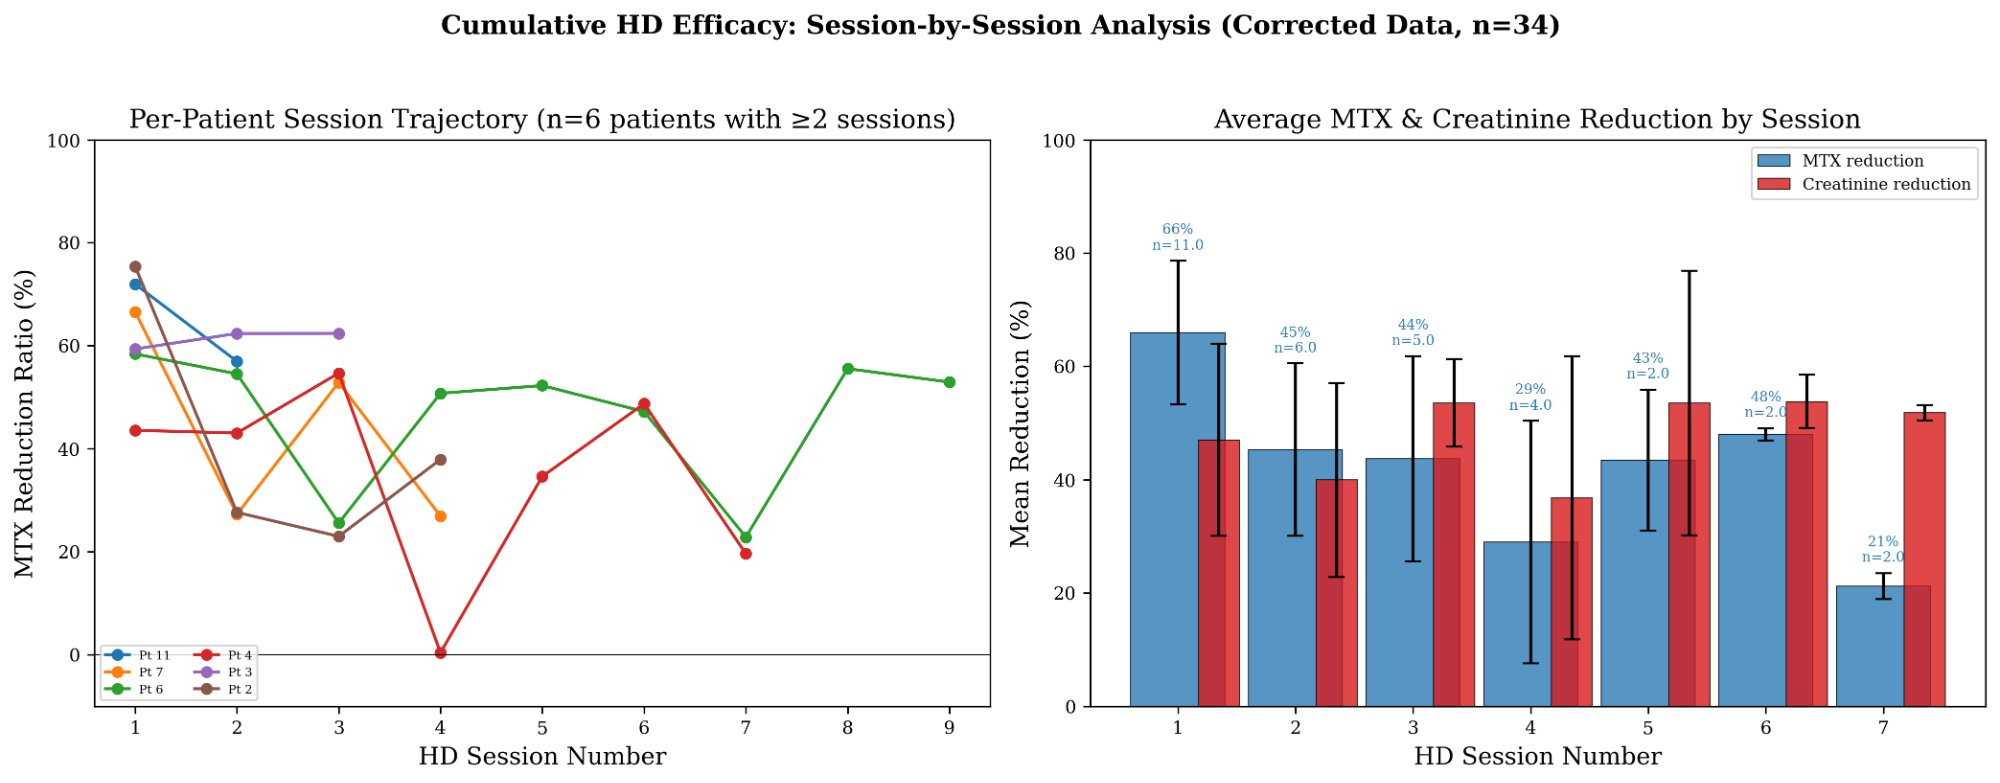 Cumulative HD Efficacy: Session-by-Session Analysis (Corrected Data, n=34)
Per-Patient Session Trajectory (n=6 patients with ≥2 sessions)
MTX Reduction Ratio (%)
100
80
60
40
20
0
Pt 11
Pt 7
Pt 6
Pt 4
Pt 3
Pt 2
1 2 3 4 5 6 7 8 9
HD Session Number
Average MTX & Creatinine Reduction by Session
Mean Reduction (%)
100
80
60
40
20
0
MTX reduction
Creatinine reduction
66%
n=11.0
45%
n=6.0
44%
n=5.0
29%
n=4.0
43%
n=2.0
48%
n=2.0
21%
n=2.0
1 2 3 4 5 6 7
HD Session Number